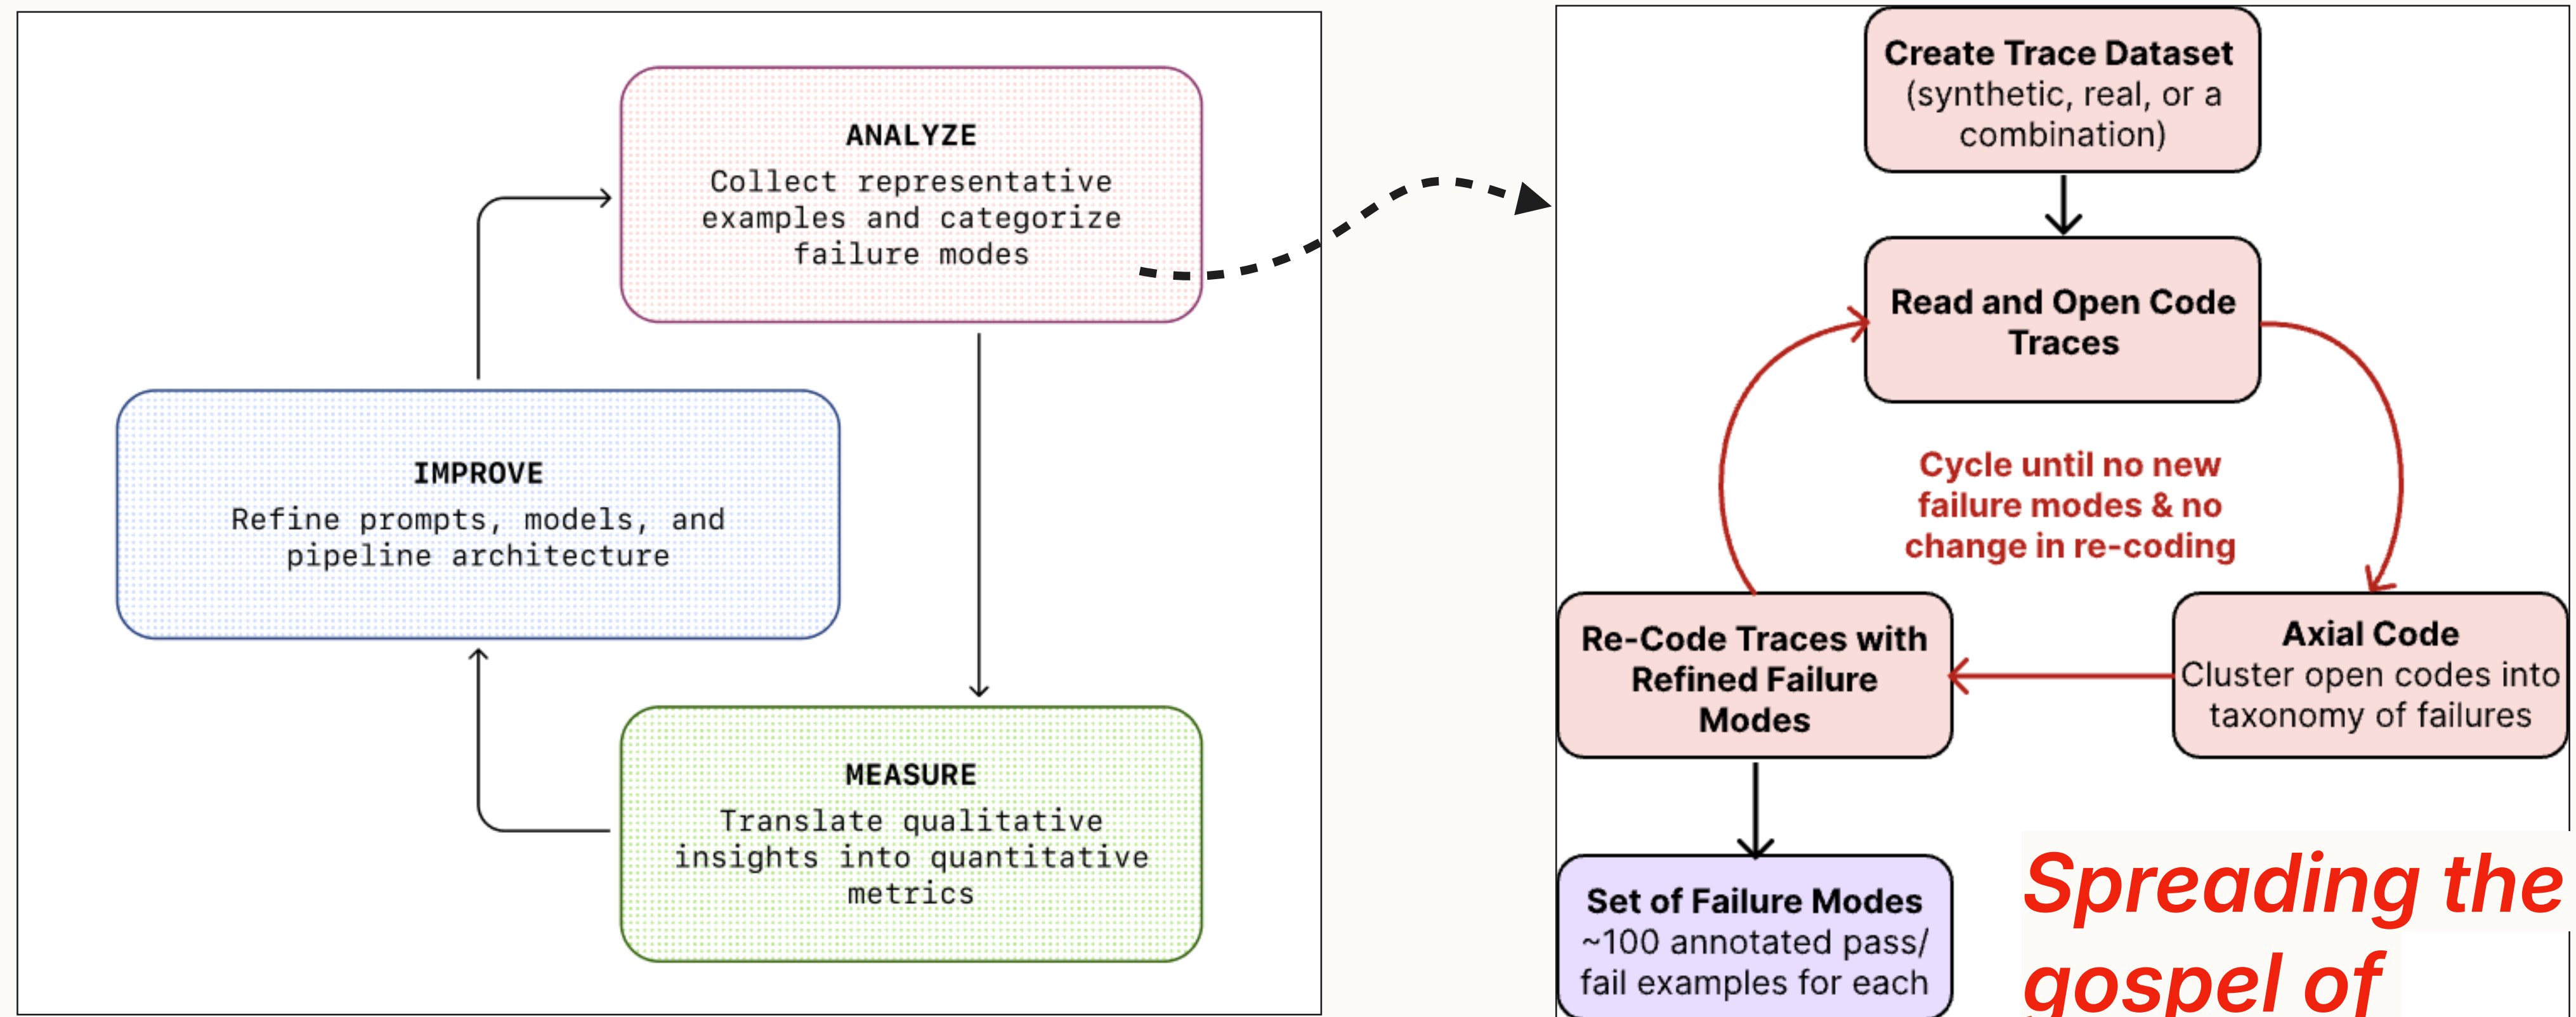 ANALYZE
Collect representative
examples and categorize
failure modes
IMPROVE
Refine prompts, models, and
pipeline architecture
MEASURE
Translate qualitative
insights into quantitative
metrics
Create Trace Dataset
(synthetic, real, or a
combination)
Read and Open Code
Traces
Cycle until no new
failure modes & no
change in re-coding
Re-Code Traces with
Refined Failure
Modes
Axial Code
Cluster open codes into
taxonomy of failures
Set of Failure Modes
~100 annotated pass/
fail examples for each
Spreading the
gospel of